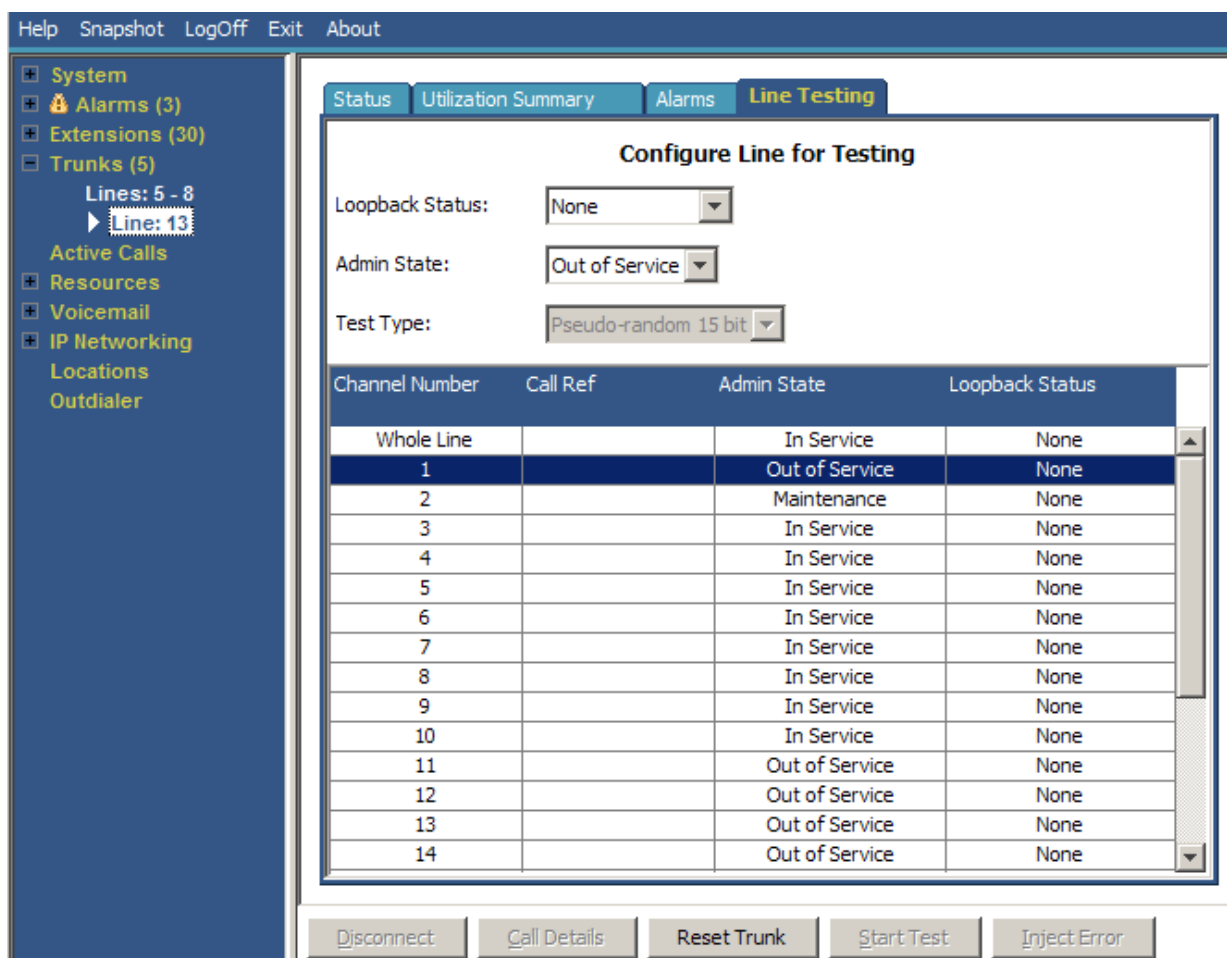 Help Snapshot LogOff Exit About
System
Alarms (3)
Extensions (30)
Trunks (5)
Lines: 5 - 8
Line: 13
Active Calls
Resources
Voicemail
IP Networking
Locations
Outdialer
Status Utilization Summary Alarms Line Testing
Configure Line for Testing
Loopback Status: None
Admin State: Out of Service
Test Type: Pseudo-random 15 bit
Channel Number Call Ref Admin State Loopback Status
Whole Line In Service None
1 Out of Service None
2 Maintenance None
3 In Service None
4 In Service None
5 In Service None
6 In Service None
7 In Service None
8 In Service None
9 In Service None
10 In Service None
11 Out of Service None
12 Out of Service None
13 Out of Service None
14 Out of Service None
Disconnect Call Details Reset Trunk Start Test Inject Error